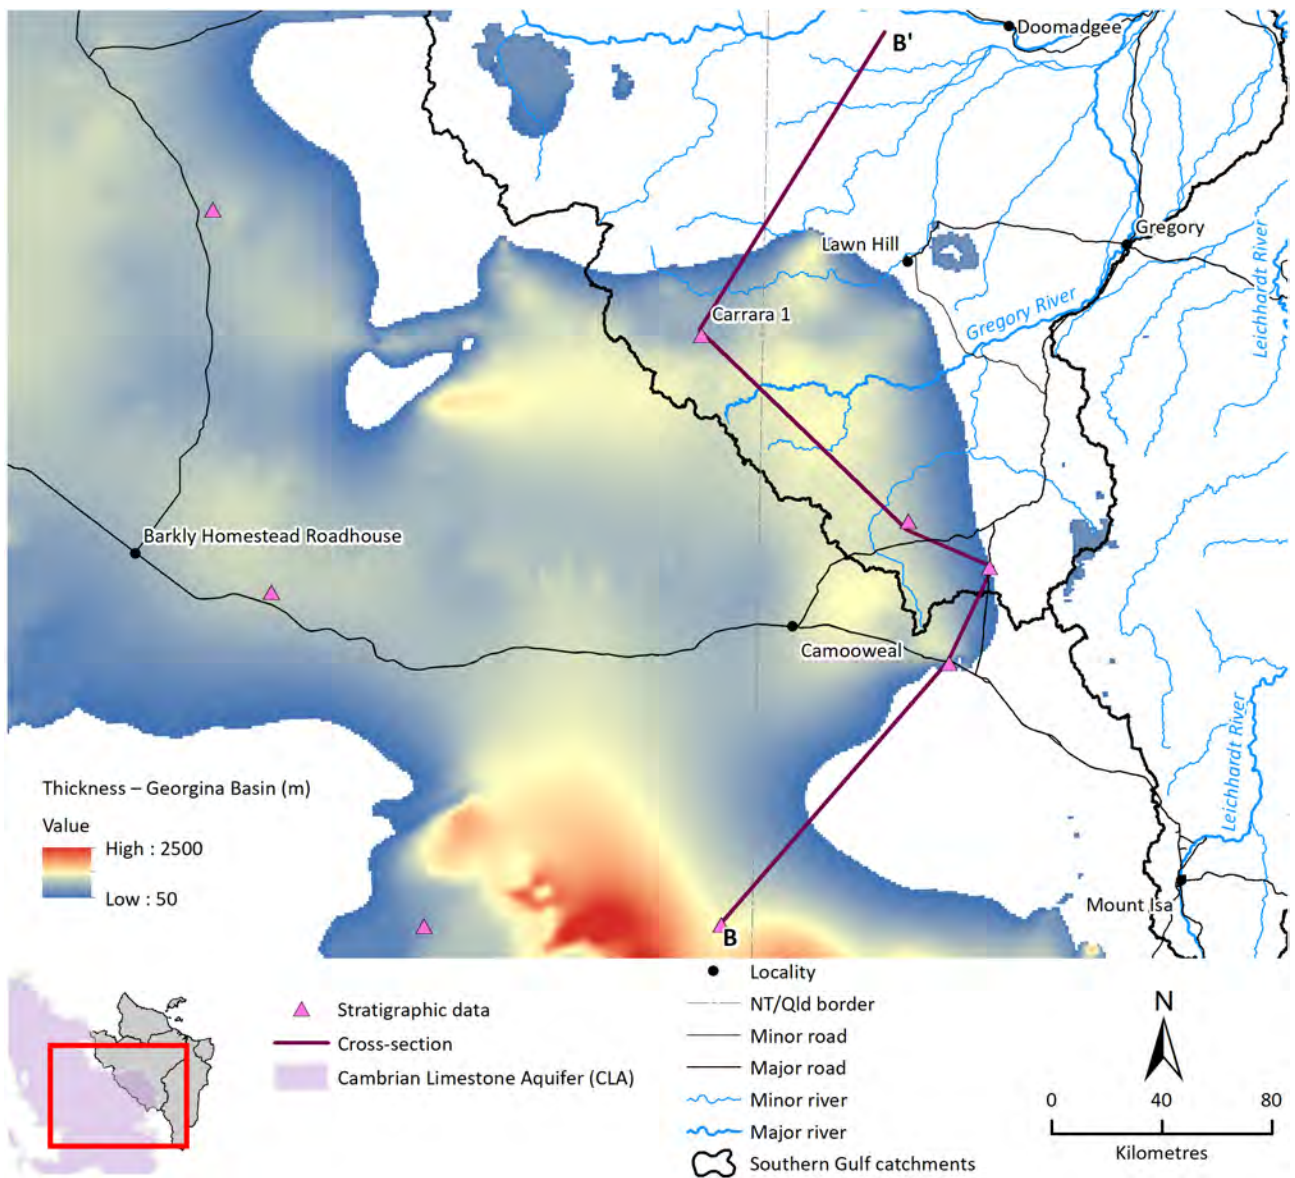 Doomadgee
B'
Gregory
Lawn Hill
Leichhardt River
Gregory River
Carrara 1
Barkly Homestead Roadhouse
Camooweal
Leichhardt River
Mount Isa
B
Thickness – Georgina Basin (m)
Value
High : 2500
Low : 50
Stratigraphic data
Cross-section
Cambrian Limestone Aquifer (CLA)
Locality
NT/Qld border
Minor road
Major road
Minor river
Major river
Southern Gulf catchments
N
0 40 80
Kilometres